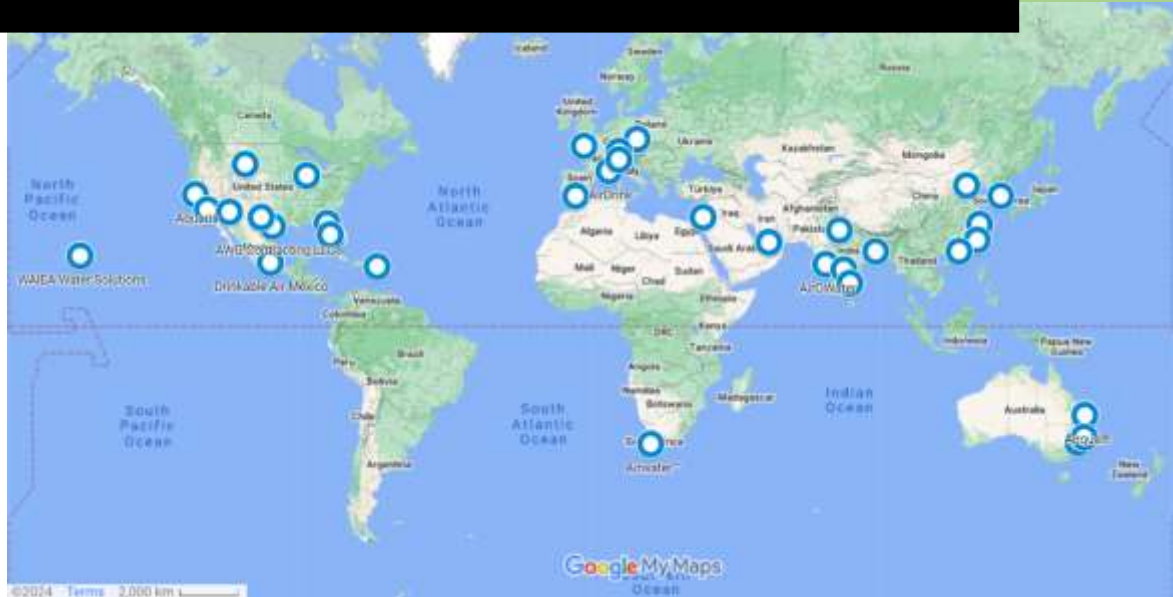 Iceland
Sweden
Russia
Norway
Canada
United Kingdom
Poland
Ukraine
Kazakhstan
Mongolia
North Pacific Ocean
United States
North Atlantic Ocean
Spain
AirDrink
Türkiye
Iraq
Iran
Afghanistan
Pakistan
China
Japan
Algeria
Libya
Egypt
AWG Contracting LLC
WAIEA Water Solutions
Drinkable Air Mexico
Mali
Niger
Chad
Sudan
India
Thailand
Nigeria
Ethiopia
Venezuela
Colombia
AirOWater
DRC
Kenya
Tanzania
Indonesia
Papua New Guinea
Peru
Brazil
Bolivia
Angola
Namibia
Botswana
Madagascar
Indian Ocean
Australia
South Pacific Ocean
Chile
South Atlantic Ocean
Argentina
Airwater
New Zealand
Google My Maps
Ocean
©2024 Terms 2,000 km